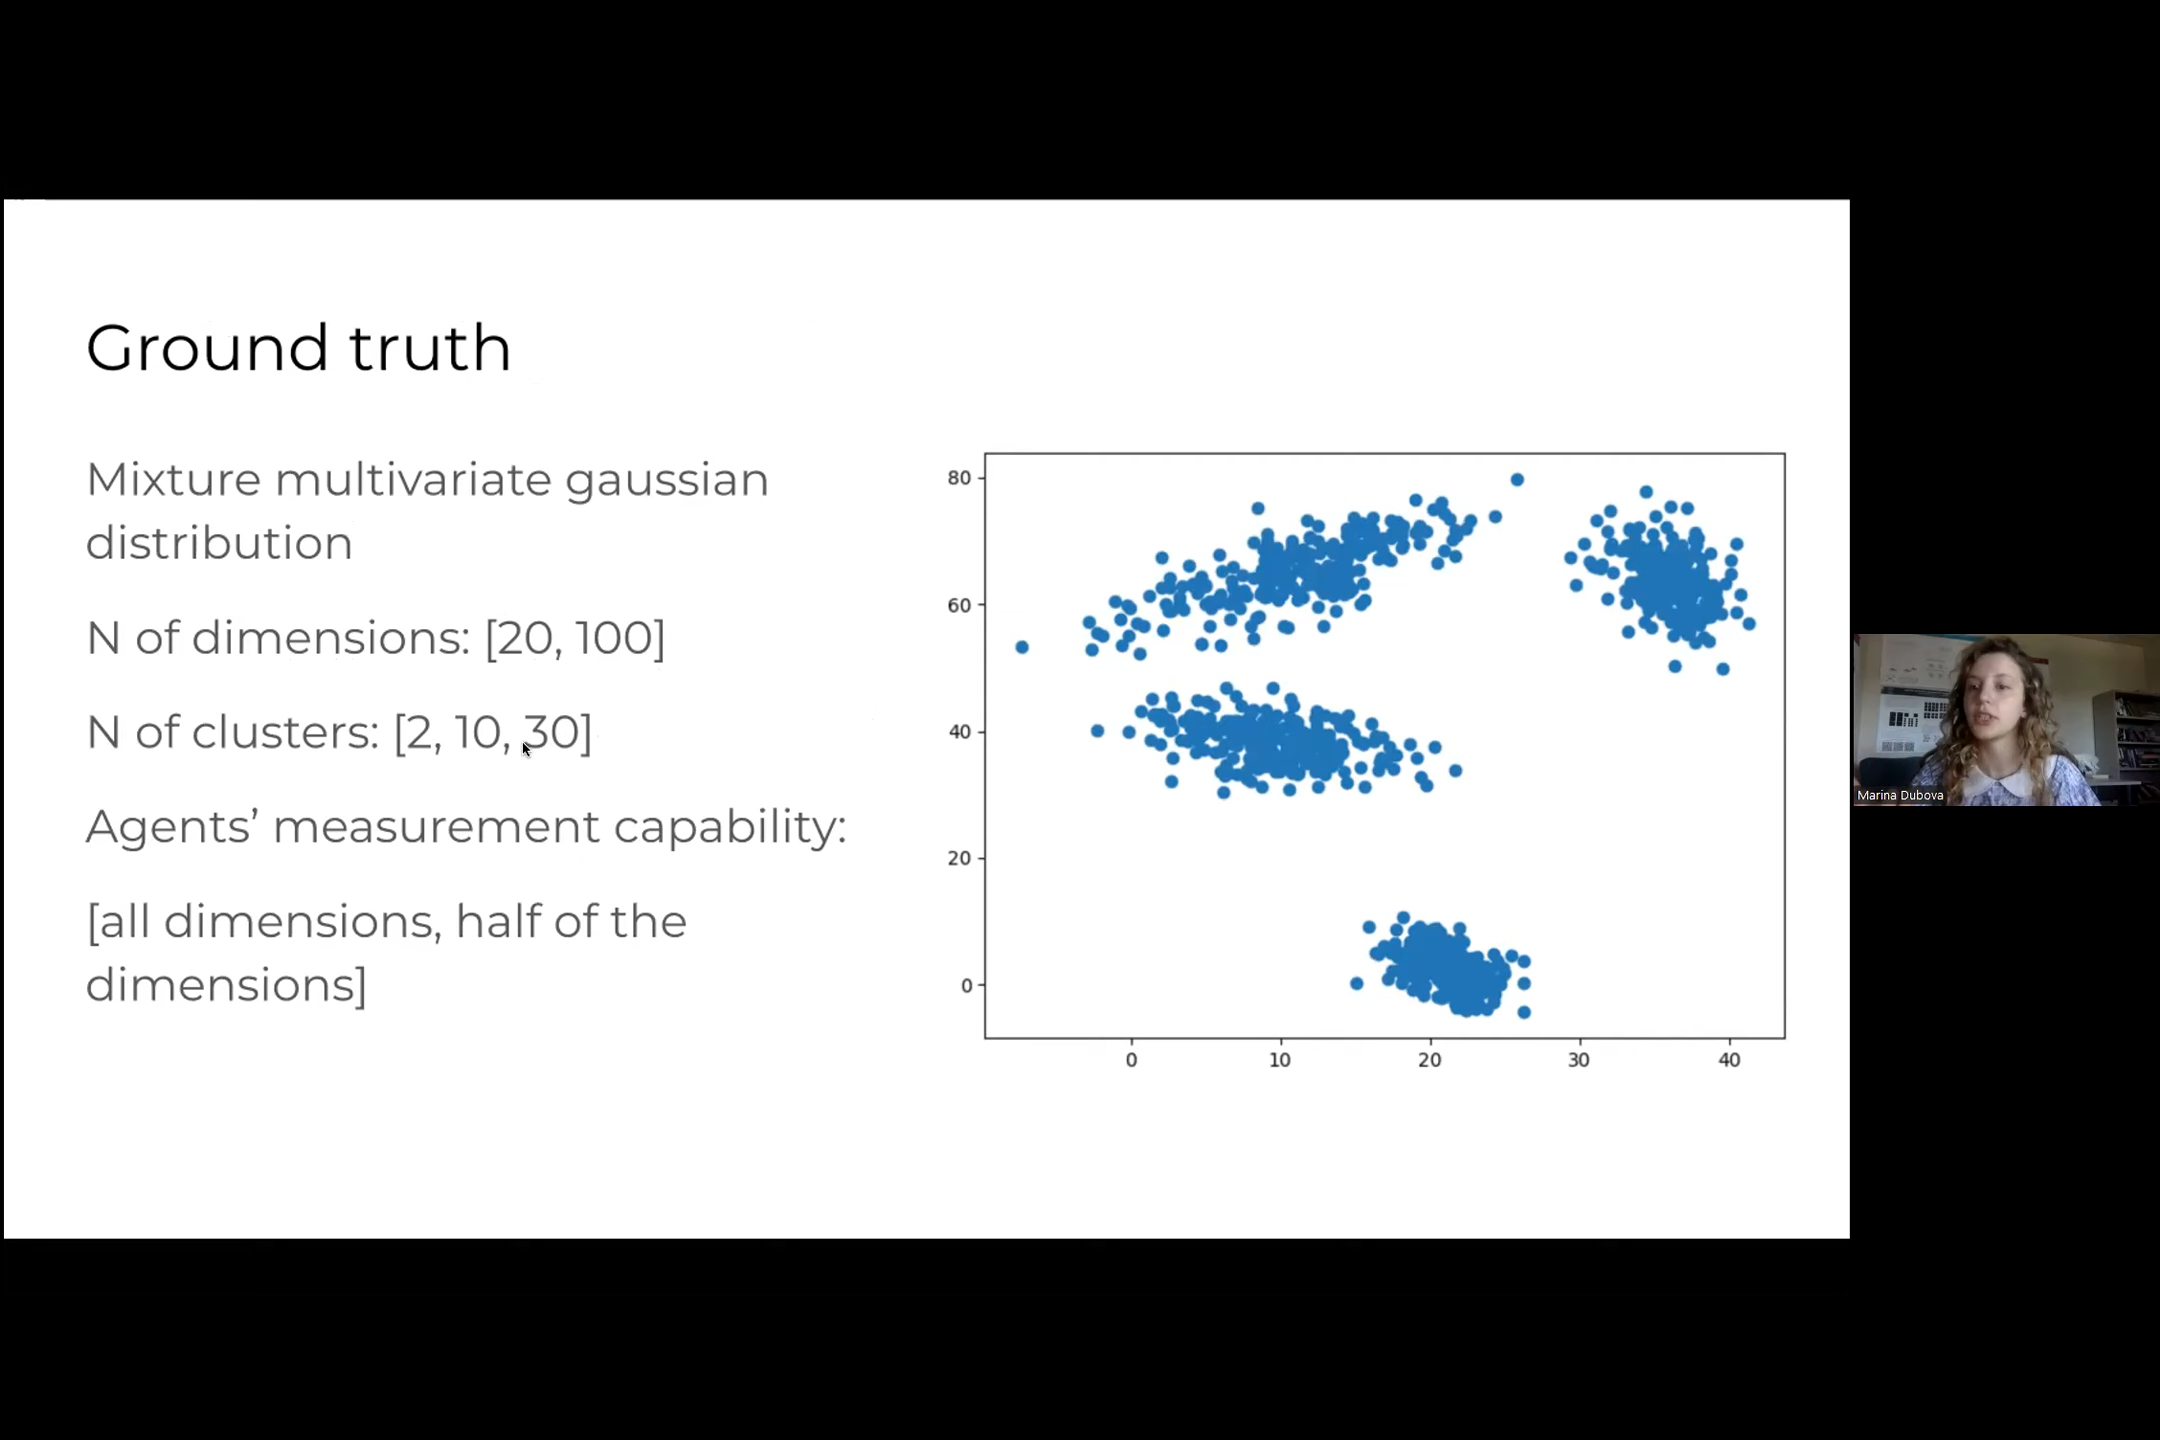 Ground truth
Mixture multivariate gaussian
distribution
N of dimensions: [20, 100]
N of clusters: [2, 10, 30]
Agents’ measurement capability:
[all dimensions, half of the
dimensions]
80
60
40
20
0
0 10 20 30 40
Marina Dubova